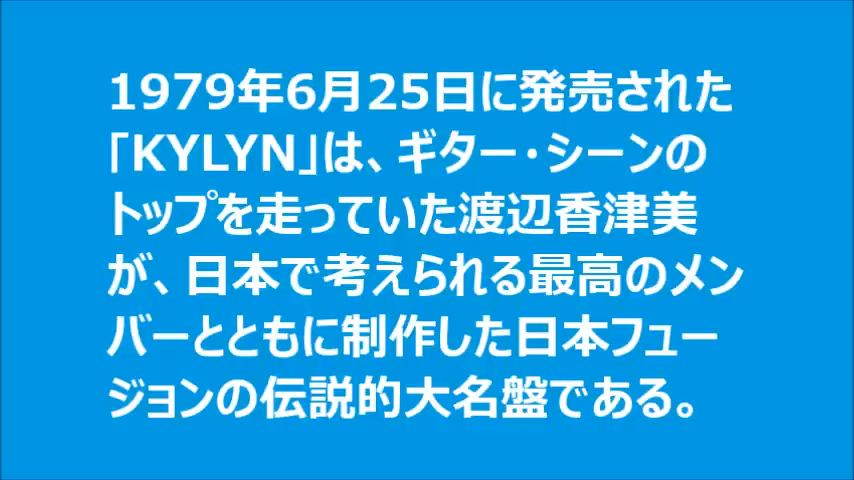 1979年6月25日に発売された
「KYLYN」は、ギター・シーンの
トップを走っていた渡辺香津美
が、日本で考えられる最高のメン
バーとともに制作した日本フュー
ジョンの伝説的大名盤である。